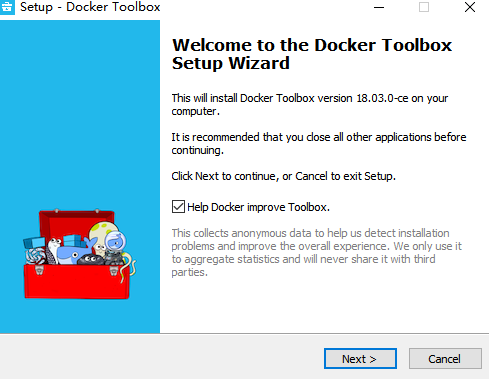 Setup - Docker Toolbox
Welcome to the Docker Toolbox
Setup Wizard
This will install Docker Toolbox version 18.03.0-ce on your
computer.
It is recommended that you close all other applications before
continuing.
Click Next to continue, or Cancel to exit Setup.
Help Docker improve Toolbox.
This collects anonymous data to help us detect installation
problems and improve the overall experience. We only use it
to aggregate statistics and will never share it with third
parties.
Next >
Cancel